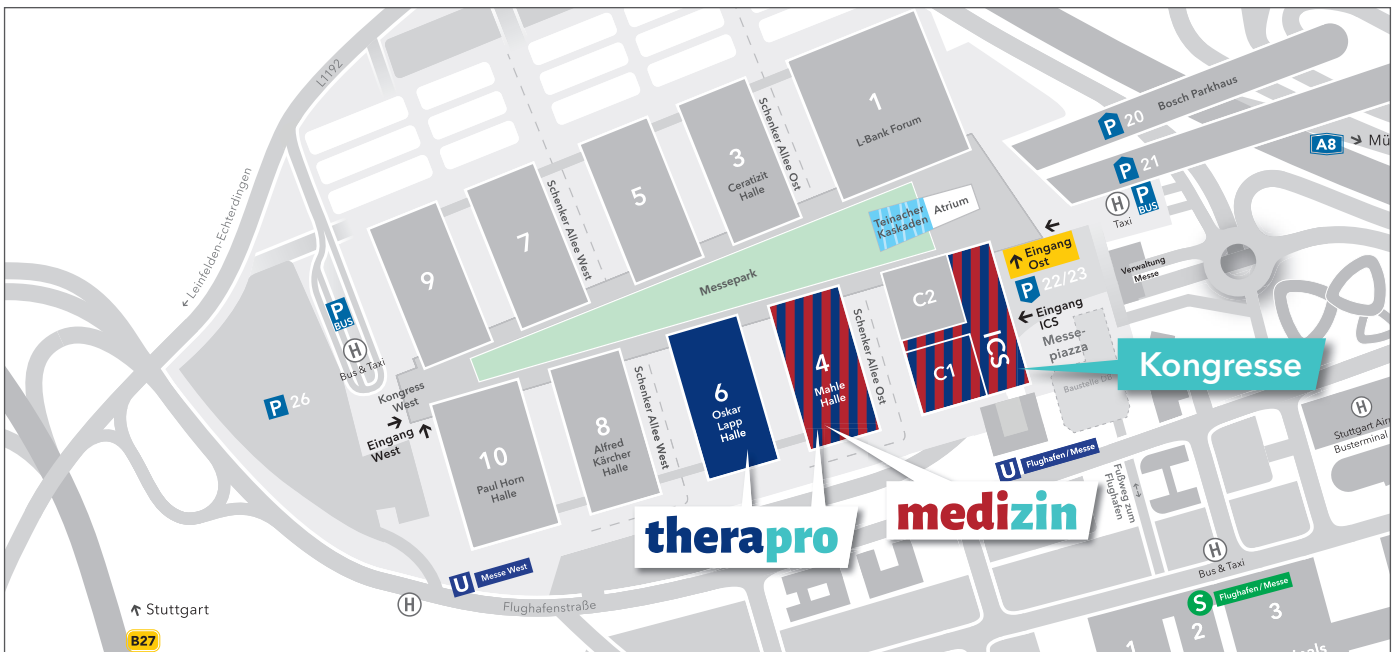 L1192
← Leinfelden-Echterdingen
1
L-Bank Forum
Schenker Allee Ost
3
Ceratizit
Halle
5
Schenker Allee West
7
9
P 20
Bosch Parkhaus
A8
Mü
P 21
H
Taxi
P
BUS
Teinacher
Kaskaden
Atrium
Messepark
Eingang
Ost
P 22/23
Verwaltung
Messe
Eingang
ICS
Messe-
piazza
C2
ICS
C1
Kongresse
P
BUS
H
Bus & Taxi
P 26
Kongress
West
Eingang
West
10
Paul Horn
Halle
8
Alfred
Kärcher
Halle
Schenker Allee West
6
Oskar
Lapp
Halle
4
Mahle
Halle
Schenker Allee Ost
therapro
medizin
U Flughafen / Messe
Fußweg zum
Flughafen
H
Busterminal
U Messe West
H
Flughafenstraße
Stuttgart
B27
H
Bus & Taxi
S Flughafen / Messe
1
2
3